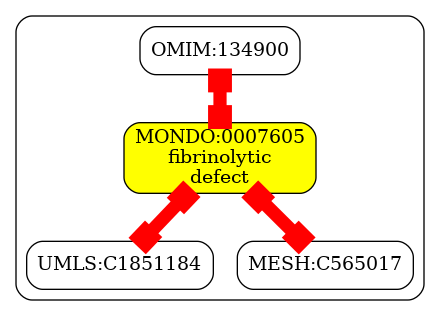 OMIM:134900
MONDO:0007605
fibrinolytic
defect
UMLS:C1851184
MESH:C565017